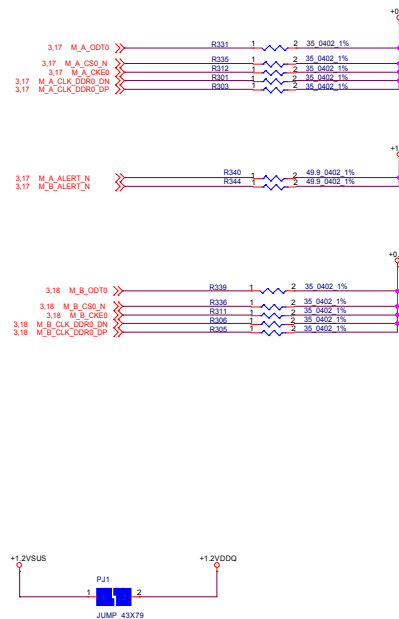 +0
3,17 M_A_ODT0 R331 1 2 35_0402_1%
3,17 M_A_CS0_N R335 1 2 35_0402_1%
3,17 M_A_CKE0 R312 1 2 35_0402_1%
3,17 M_A_CLK_DDR0_DN R301 1 2 35_0402_1%
3,17 M_A_CLK_DDR0_DP R303 1 2 35_0402_1%
+1
3,17 M_A_ALERT_N R340 1 2 49.9_0402_1%
3,17 M_B_ALERT_N R344 1 2 49.9_0402_1%
+0
3,18 M_B_ODT0 R339 1 2 35_0402_1%
3,18 M_B_CS0_N R336 1 2 35_0402_1%
3,18 M_B_CKE0 R311 1 2 35_0402_1%
3,18 M_B_CLK_DDR0_DN R306 1 2 35_0402_1%
3,18 M_B_CLK_DDR0_DP R305 1 2 35_0402_1%
+1.2VSUS +1.2VDDQ
PJ1
1 2
JUMP_43X79